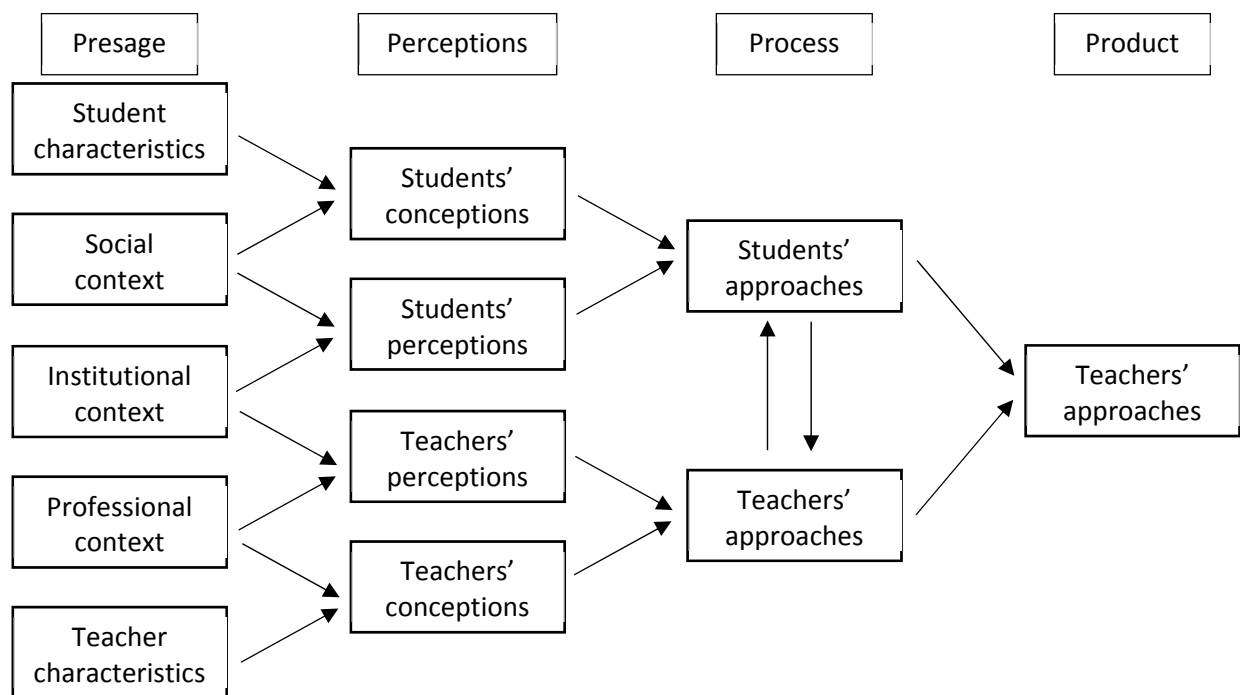 Presage
Perceptions
Process
Product
Student
characteristics
Social
context
Institutional
context
Professional
context
Teacher
characteristics
Students’
conceptions
Students’
perceptions
Teachers’
perceptions
Teachers’
conceptions
Students’
approaches
Teachers’
approaches
Teachers’
approaches